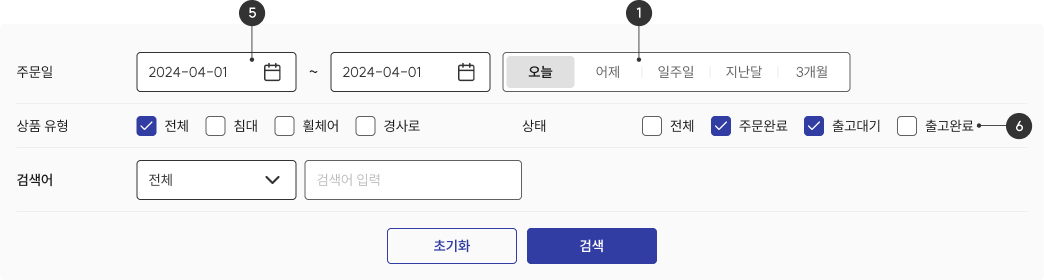 5 1
주문일 2024-04-01 ~ 2024-04-01 오늘 어제 일주일 지난달 3개월
상품 유형 전체 침대 휠체어 경사로 상태 전체 주문완료 출고대기 출고완료 6
검색어 전체 검색어 입력
초기화 검색